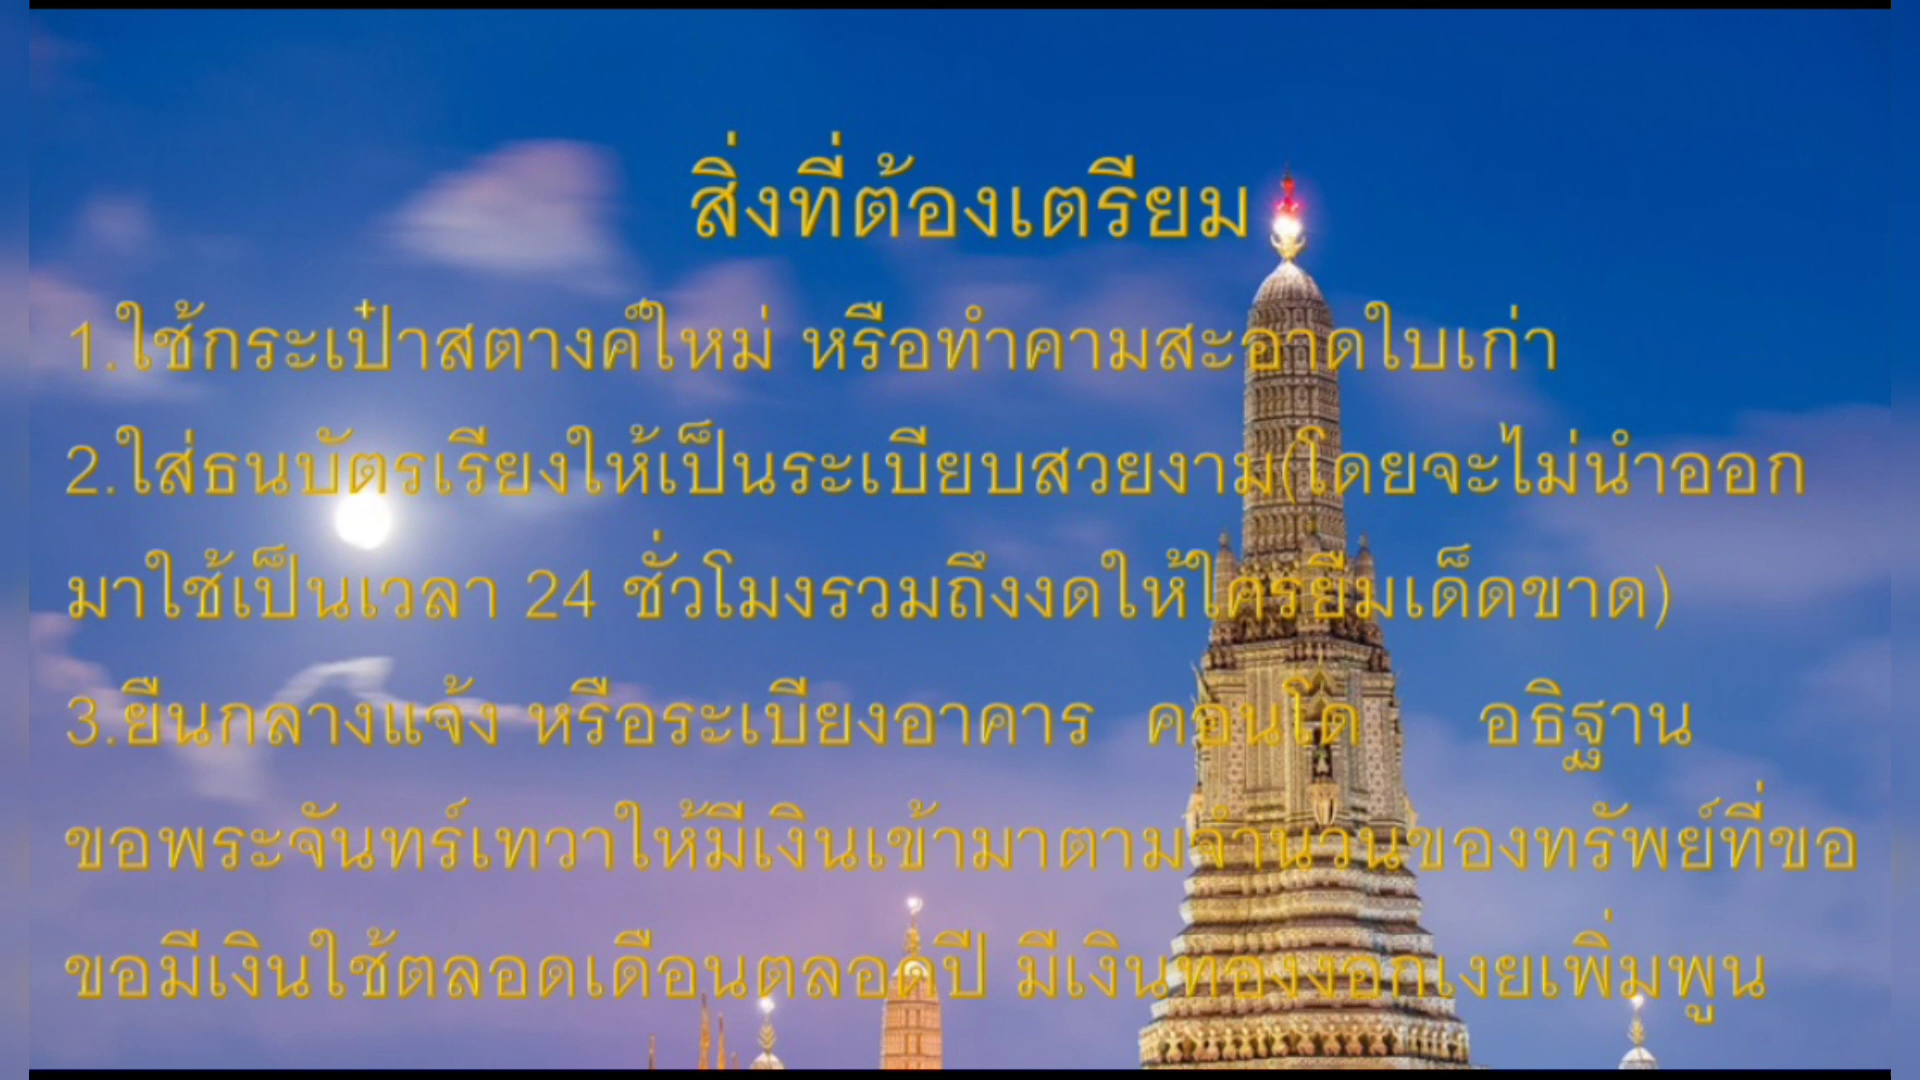 สิ่งที่ต้องเตรียม
1.ใช้กระเป๋าสตางค์ใหม่ หรือทำคามสะอาดใบเก่า
2.ใส่ธนบัตรเรียงให้เป็นระเบียบสวยงาม(โดยจะไม่นำออก
มาใช้เป็นเวลา 24 ชั่วโมงรวมถึงงดให้ใครยืมเด็ดขาด)
3.ยืนกลางแจ้ง หรือระเบียงอาคาร คอนโด อธิฐาน
ขอพระจันทร์เทวาให้มีเงินเข้ามาตามจำนวนของทรัพย์ที่ขอ
ขอมีเงินใช้ตลอดเดือนตลอดปี มีเงินทองงอกเงยเพิ่มพูน